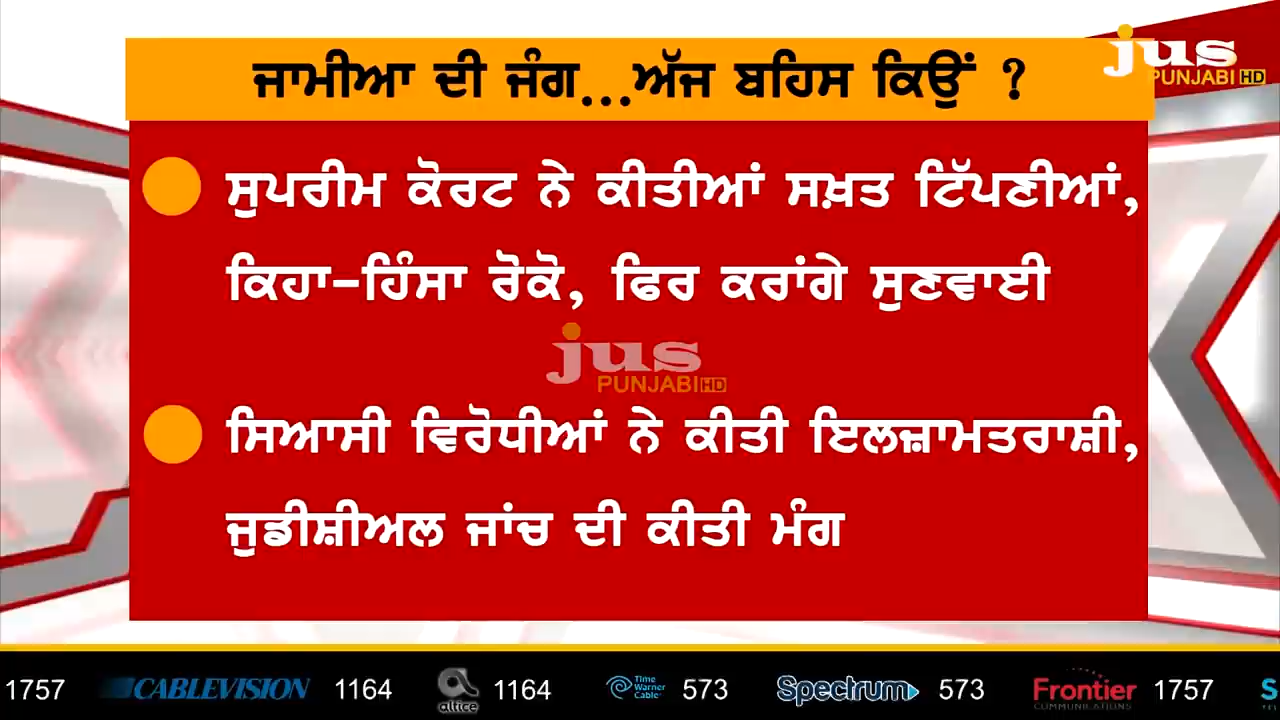 ਜਾਮੀਆ ਦੀ ਜੰਗ...ਅੱਜ ਬਹਿਸ ਕਿਉਂ ?
jus
PUNJABI HD
ਸੁਪਰੀਮ ਕੋਰਟ ਨੇ ਕੀਤੀਆਂ ਸਖ਼ਤ ਟਿੱਪਣੀਆਂ,
ਕਿਹਾ-ਹਿੰਸਾ ਰੋਕੋ, ਫਿਰ ਕਰਾਂਗੇ ਸੁਣਵਾਈ
jus
PUNJABI HD
ਸਿਆਸੀ ਵਿਰੋਧੀਆਂ ਨੇ ਕੀਤੀ ਇਲਜ਼ਾਮਤਰਾਸ਼ੀ,
ਜੁਡੀਸ਼ੀਅਲ ਜਾਂਚ ਦੀ ਕੀਤੀ ਮੰਗ
1757 CABLEVISION 1164 altice 1164 Time Warner Cable 573 Spectrum 573 Frontier COMMUNICATIONS 1757